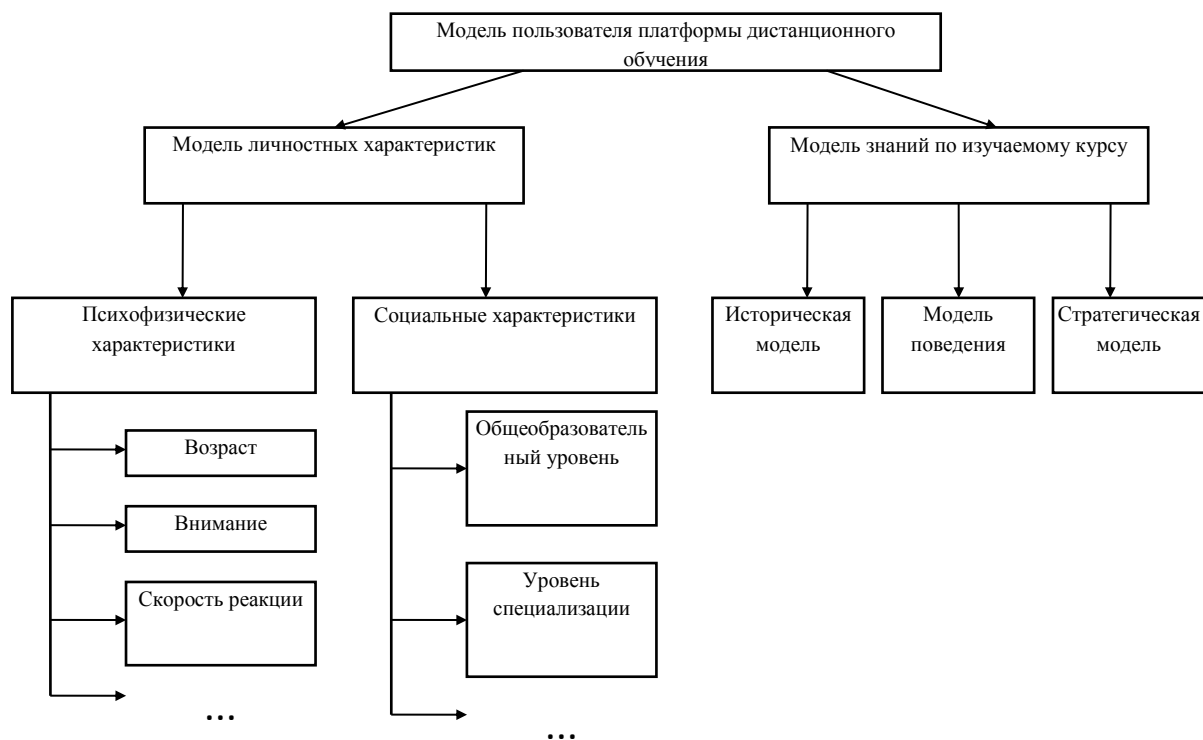 Модель пользователя платформы дистанционного
обучения
Модель личностных характеристик
Модель знаний по изучаемому курсу
Психофизические
характеристики
Социальные характеристики
Историческая
модель
Модель
поведения
Стратегическая
модель
Возраст
Внимание
Скорость реакции
...
Общеобразователь
ный уровень
Уровень
специализации
...